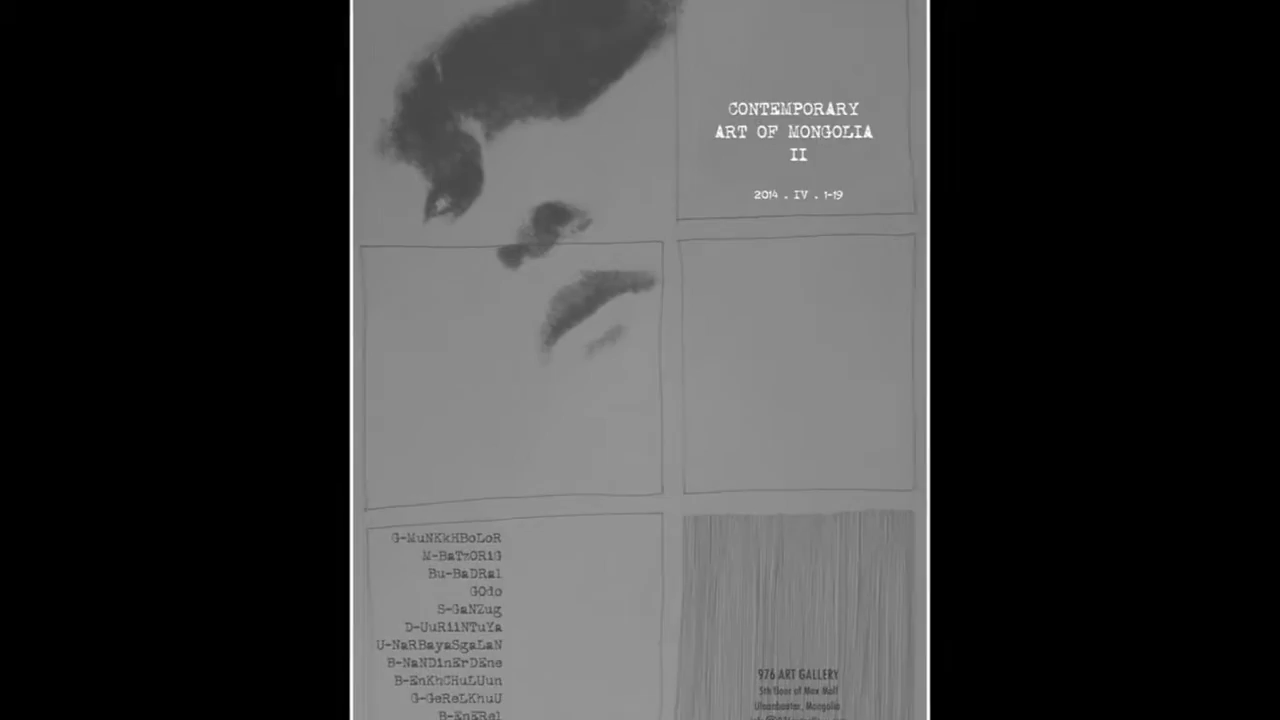 CONTEMPORARY
ART OF MONGOLIA
II
2014 . IV . 1-19
G-MuNKkHBoLoR
M-BaTzORiG
Bu-BaDRal
GOdo
S-GaNZug
D-UuRiiNTuYa
U-NaRBayaSgaLaN
B-NaNDinErDEne
B-EnKhCHuLUun
G-GeReLKhuU
B-EnERel
976 ART GALLERY
5th floor of Max Mall
Ulaanbaatar, Mongolia